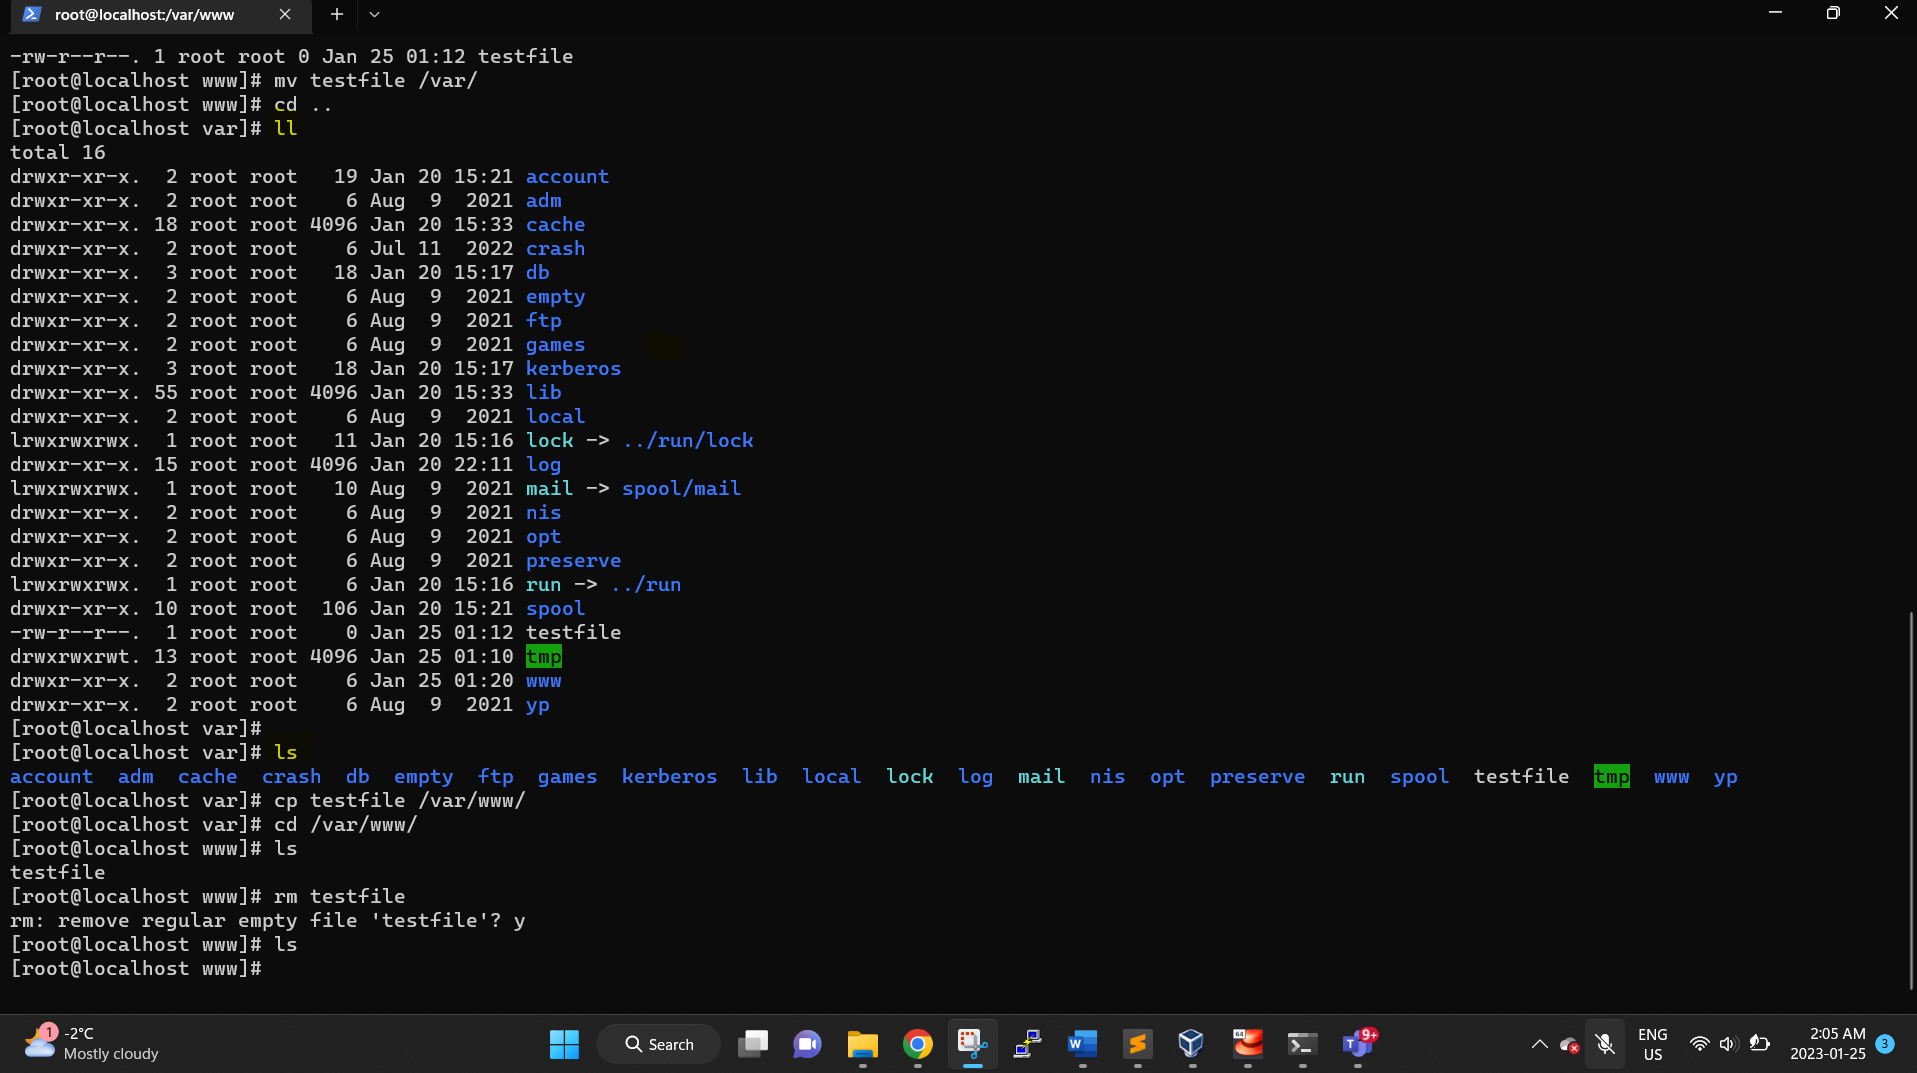 root@localhost:/var/www
-rw-r--r--. 1 root root 0 Jan 25 01:12 testfile
[root@localhost www]# mv testfile /var/
[root@localhost www]# cd ..
[root@localhost var]# ll
total 16
drwxr-xr-x.  2 root root   19 Jan 20 15:21 account
drwxr-xr-x.  2 root root    6 Aug  9  2021 adm
drwxr-xr-x. 18 root root 4096 Jan 20 15:33 cache
drwxr-xr-x.  2 root root    6 Jul 11  2022 crash
drwxr-xr-x.  3 root root   18 Jan 20 15:17 db
drwxr-xr-x.  2 root root    6 Aug  9  2021 empty
drwxr-xr-x.  2 root root    6 Aug  9  2021 ftp
drwxr-xr-x.  2 root root    6 Aug  9  2021 games
drwxr-xr-x.  3 root root   18 Jan 20 15:17 kerberos
drwxr-xr-x. 55 root root 4096 Jan 20 15:33 lib
drwxr-xr-x.  2 root root    6 Aug  9  2021 local
lrwxrwxrwx.  1 root root   11 Jan 20 15:16 lock -> ../run/lock
drwxr-xr-x. 15 root root 4096 Jan 20 22:11 log
lrwxrwxrwx.  1 root root   10 Aug  9  2021 mail -> spool/mail
drwxr-xr-x.  2 root root    6 Aug  9  2021 nis
drwxr-xr-x.  2 root root    6 Aug  9  2021 opt
drwxr-xr-x.  2 root root    6 Aug  9  2021 preserve
lrwxrwxrwx.  1 root root    6 Jan 20 15:16 run -> ../run
drwxr-xr-x. 10 root root  106 Jan 20 15:21 spool
-rw-r--r--.  1 root root    0 Jan 25 01:12 testfile
drwxrwxrwt. 13 root root 4096 Jan 25 01:10 tmp
drwxr-xr-x.  2 root root    6 Jan 25 01:20 www
drwxr-xr-x.  2 root root    6 Aug  9  2021 yp
[root@localhost var]#
[root@localhost var]# ls
account  adm  cache  crash  db  empty  ftp  games  kerberos  lib  local  lock  log  mail  nis  opt  preserve  run  spool  testfile  tmp  www  yp
[root@localhost var]# cp testfile /var/www/
[root@localhost var]# cd /var/www/
[root@localhost www]# ls
testfile
[root@localhost www]# rm testfile
rm: remove regular empty file 'testfile'? y
[root@localhost www]# ls
[root@localhost www]#
1 -2°C
Mostly cloudy
Search
W
64
T 9+
ENG
US
2:05 AM
2023-01-25
3